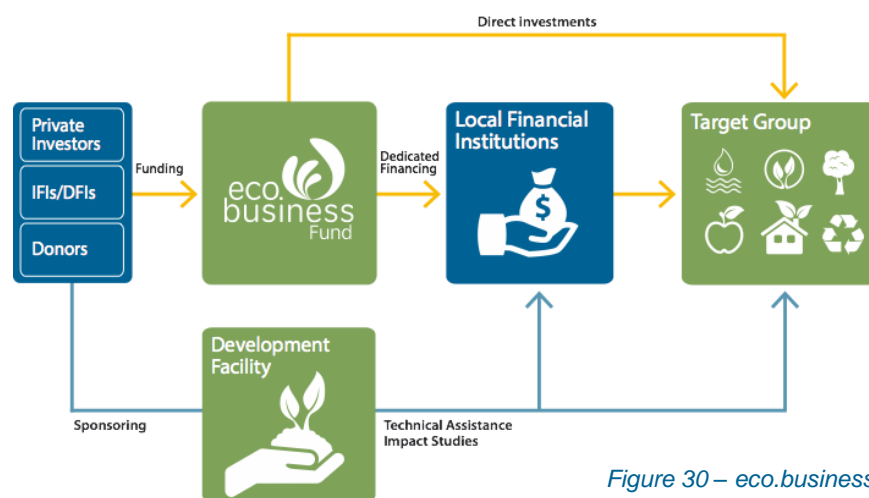 Direct investments
Private
Investors
IFIs/DFIs
Donors
Funding
eco.
business
Fund
Dedicated
Financing
Local Financial
Institutions
$
Target Group
Development
Facility
Sponsoring
Technical Assistance
Impact Studies
Figure 30 – eco.business